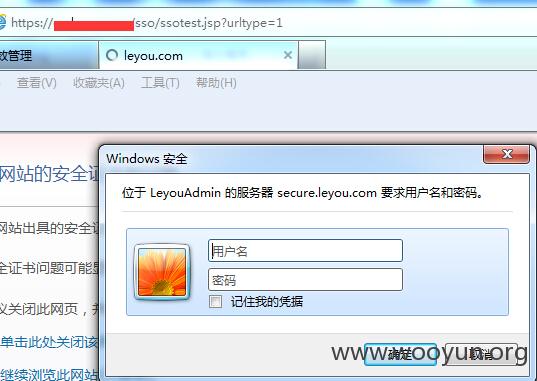 https:// /sso/ssotest.jsp?urltype=1
效管理 leyou.com
查看(V) 收藏夹(A) 工具(T) 帮助(H)
Windows 安全
网站的安全证
位于 LeyouAdmin 的服务器 secure.leyou.com 要求用户名和密码。
网站出具的安全证
用户名
全证书问题可能显
密码
记住我的凭据
议关闭此网页，并
单击此处关闭该
确定 取消
继续浏览此网站
www.wooyun.org